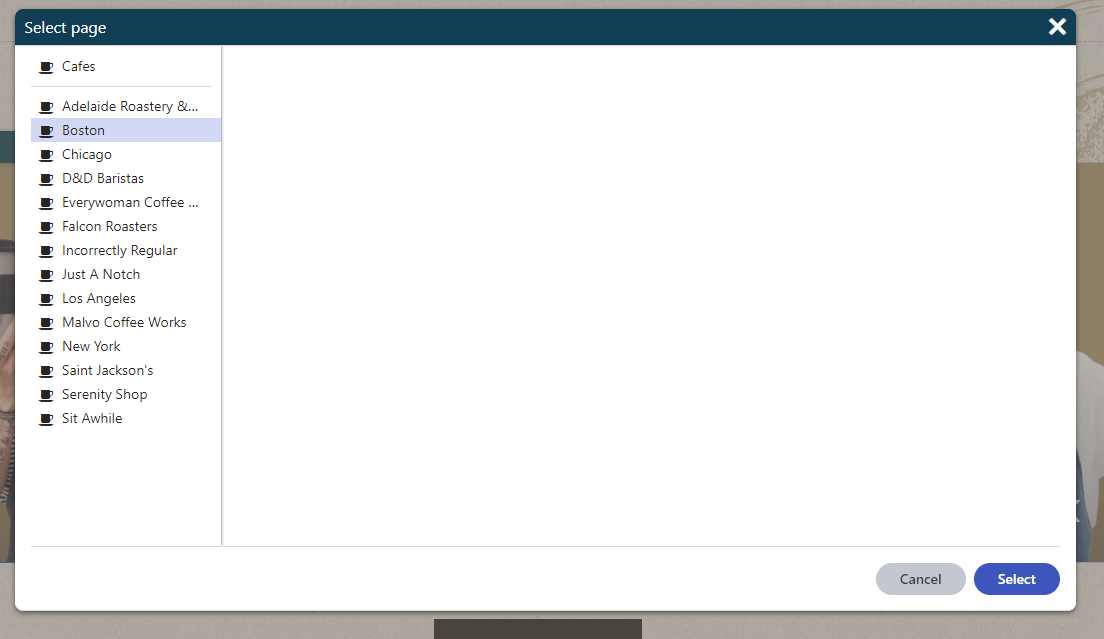 Select page
Cafes
Adelaide Roastery &...
Boston
Chicago
D&D Baristas
Everywoman Coffee ...
Falcon Roasters
Incorrectly Regular
Just A Notch
Los Angeles
Malvo Coffee Works
New York
Saint Jackson's
Serenity Shop
Sit Awhile
Cancel
Select